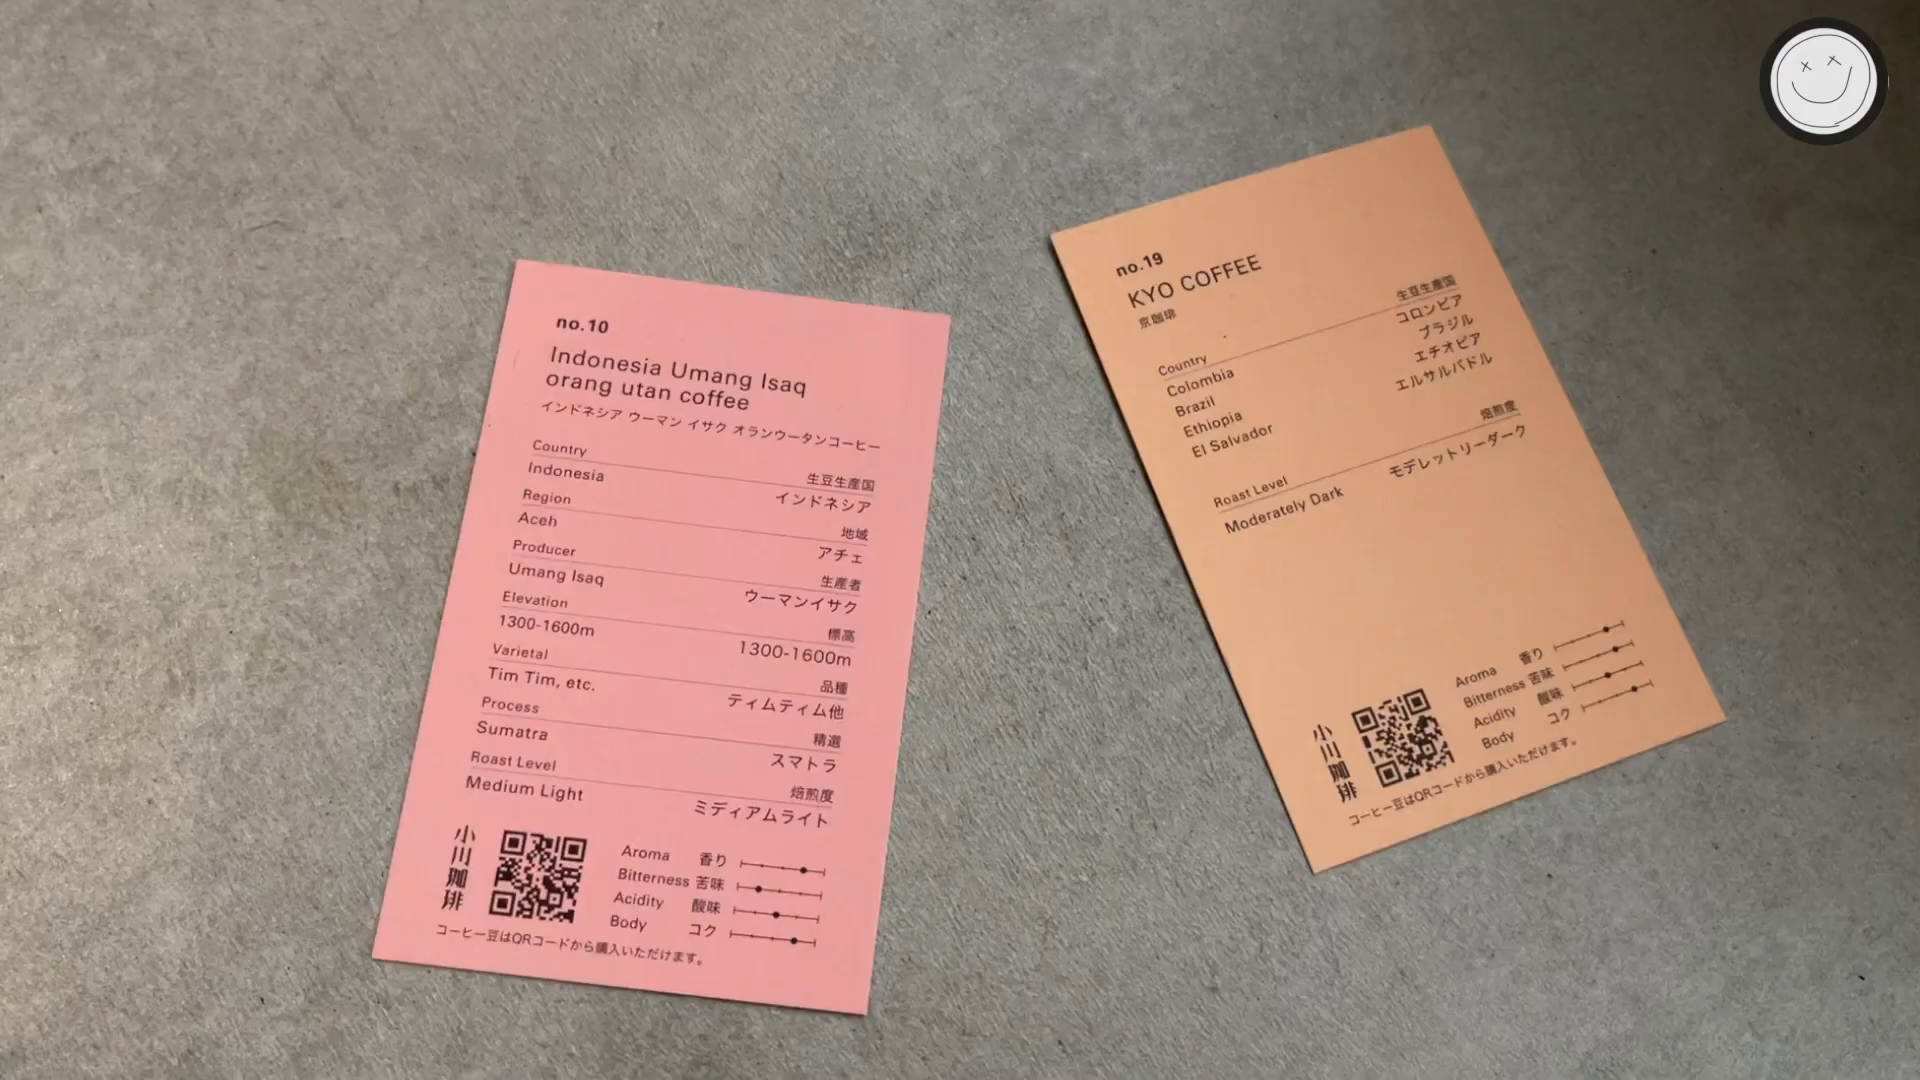 no.10
Indonesia Umang Isaq
orang utan coffee
インドネシア ウーマン イサク オランウータンコーヒー
Country 生豆生産国
Indonesia インドネシア
Region 地域
Aceh アチェ
Producer 生産者
Umang Isaq ウーマンイサク
Elevation 標高
1300-1600m 1300-1600m
Varietal 品種
Tim Tim, etc. ティムティム他
Process 精選
Sumatra スマトラ
Roast Level 焙煎度
Medium Light ミディアムライト
小川珈琲
Aroma 香り
Bitterness 苦味
Acidity 酸味
Body コク
コーヒー豆はQRコードから購入いただけます。
no.19
KYO COFFEE
京珈琲
Country 生豆生産国
Colombia コロンビア
Brazil ブラジル
Ethiopia エチオピア
El Salvador エルサルバドル
Roast Level 焙煎度
Moderately Dark モデレットリーダーク
小川珈琲
Aroma 香り
Bitterness 苦味
Acidity 酸味
Body コク
コーヒー豆はQRコードから購入いただけます。